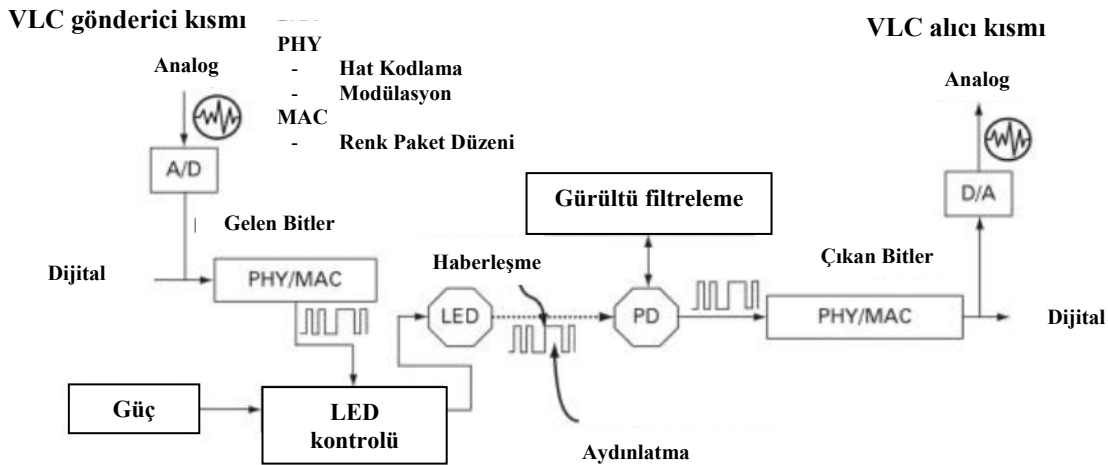 VLC gönderici kısmı
PHY
- Hat Kodlama
- Modülasyon
MAC
- Renk Paket Düzeni
Analog
A/D
Gelen Bitler
Dijital
PHY/MAC
Güç
LED
kontrolü
LED
Haberleşme
Aydınlatma
Gürültü filtreleme
PD
VLC alıcı kısmı
Analog
D/A
Çıkan Bitler
PHY/MAC
Dijital